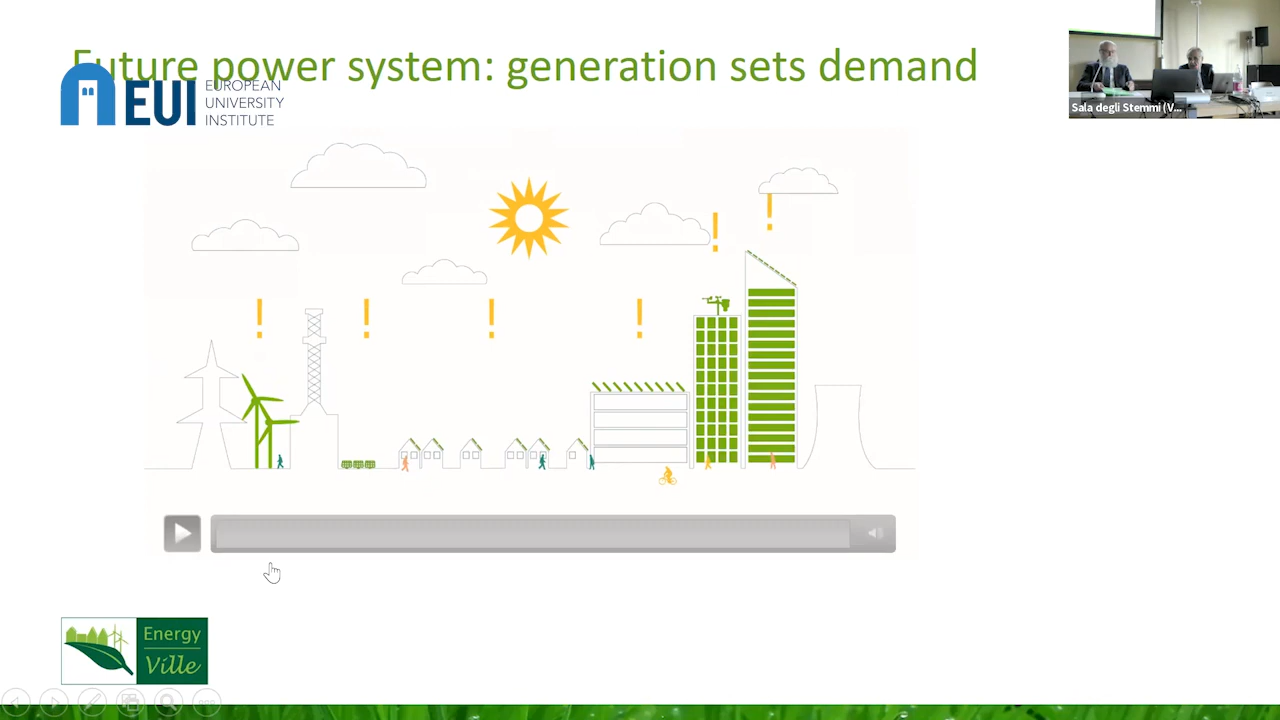 Future power system: generation sets demand
EUI
EUROPEAN
UNIVERSITY
INSTITUTE
Sala degli Stemmi (V...
! ! ! ! ! !
Energy
Ville